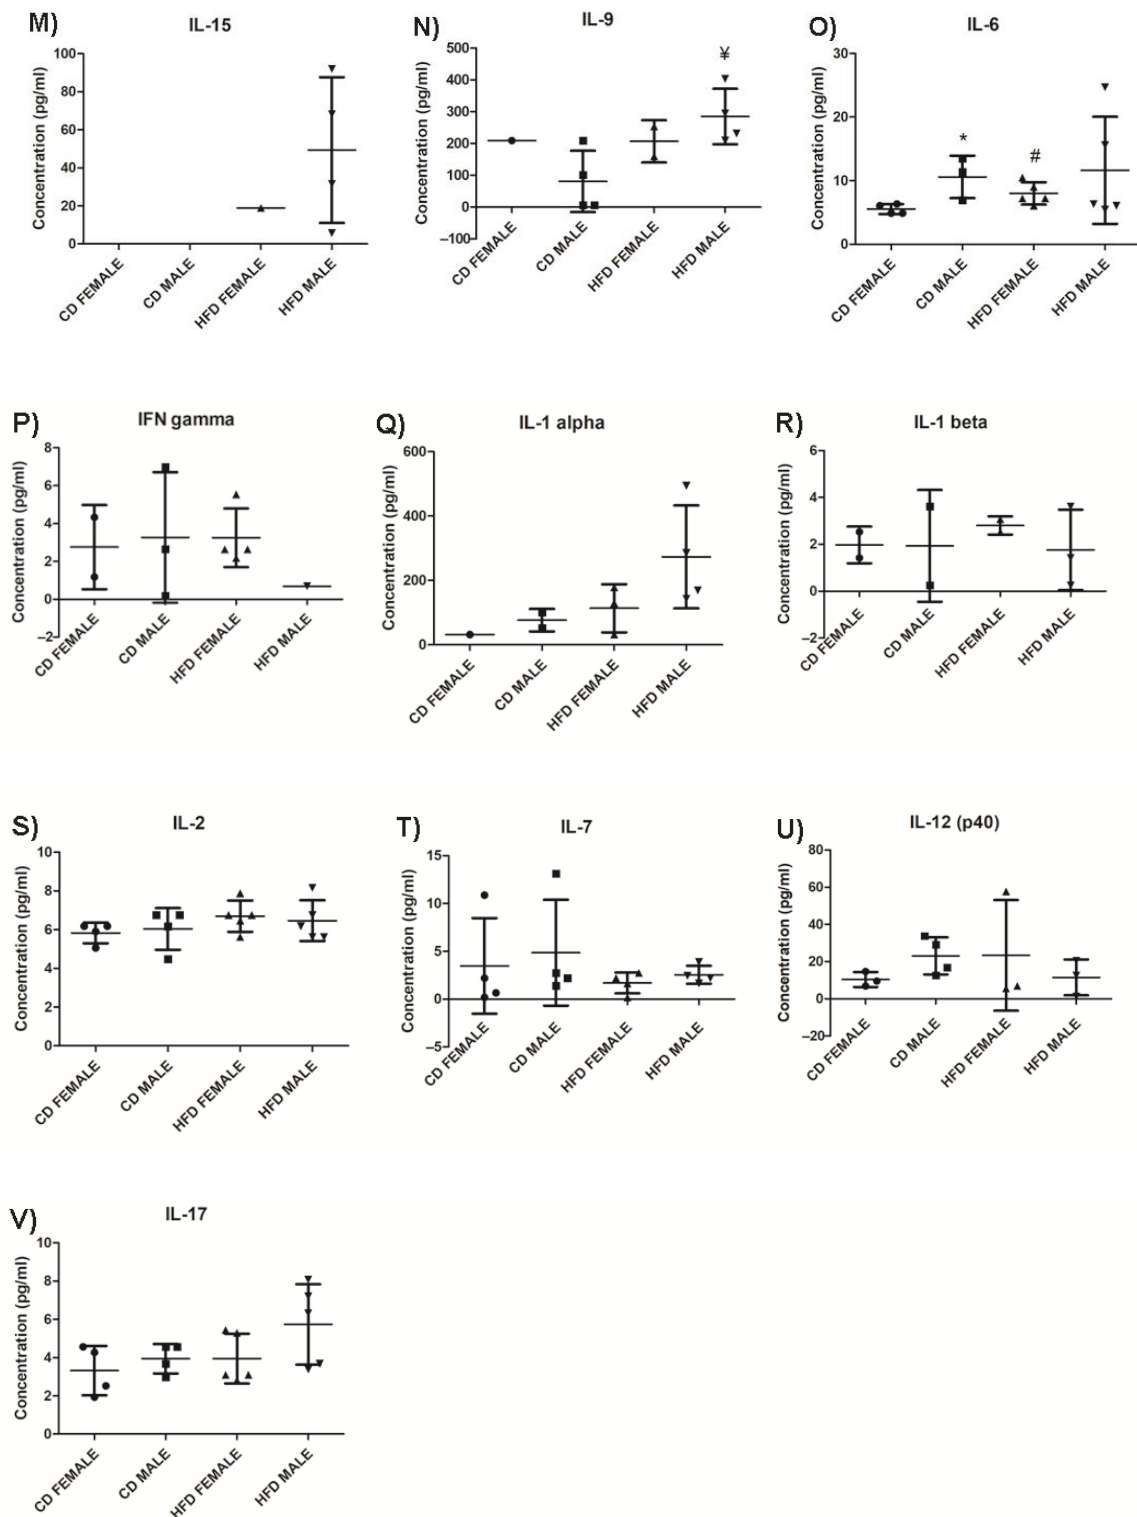 M) IL-15
Concentration (pg/ml)
100
80
60
40
20
0
CD FEMALE
CD MALE
HFD FEMALE
HFD MALE
N) IL-9
Concentration (pg/ml)
500
400
300
200
100
0
–100
¥
CD FEMALE
CD MALE
HFD FEMALE
HFD MALE
O) IL-6
Concentration (pg/ml)
30
20
10
0
*
#
CD FEMALE
CD MALE
HFD FEMALE
HFD MALE
P) IFN gamma
Concentration (pg/ml)
8
6
4
2
0
–2
CD FEMALE
CD MALE
HFD FEMALE
HFD MALE
Q) IL-1 alpha
Concentration (pg/ml)
600
400
200
0
CD FEMALE
CD MALE
HFD FEMALE
HFD MALE
R) IL-1 beta
Concentration (pg/ml)
6
4
2
0
–2
CD FEMALE
CD MALE
HFD FEMALE
HFD MALE
S) IL-2
Concentration (pg/ml)
10
8
6
4
2
0
CD FEMALE
CD MALE
HFD FEMALE
HFD MALE
T) IL-7
Concentration (pg/ml)
15
10
5
0
–5
CD FEMALE
CD MALE
HFD FEMALE
HFD MALE
U) IL-12 (p40)
Concentration (pg/ml)
80
60
40
20
0
–20
CD FEMALE
CD MALE
HFD FEMALE
HFD MALE
V) IL-17
Concentration (pg/ml)
10
8
6
4
2
0
CD FEMALE
CD MALE
HFD FEMALE
HFD MALE